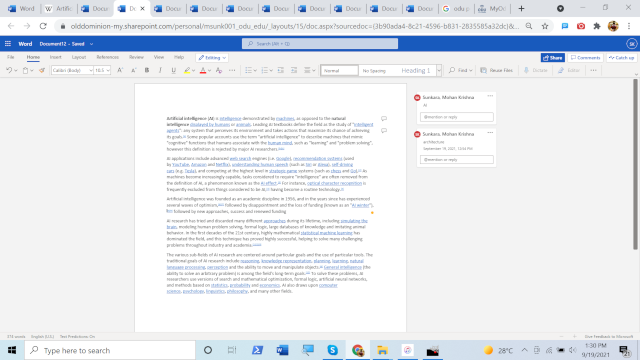 W Wikip
W Artific
Docu
Do
Docu
Docu
Docu
Docu
Docu
Docu
Docu
odu p
MyOD
olddominion-my.sharepoint.com/personal/msunk001_odu_edu/_layouts/15/doc.aspx?sourcedoc={3b90ada4-8c21-4596-b831-2835585a32dc}&...
Word Document12 - Saved
Search (Alt + Q)
SK
File Home Insert Layout References Review View Help Editing
Share Comments Catch up
Calibri (Body) 10.5
Normal No Spacing Heading 1
Find Reuse Files Dictate Editor
Artificial intelligence (AI) is intelligence demonstrated by machines, as opposed to the natural
intelligence displayed by humans or animals. Leading AI textbooks define the field as the study of "intelligent
agents": any system that perceives its environment and takes actions that maximize its chance of achieving
its goals. Some popular accounts use the term "artificial intelligence" to describe machines that mimic
"cognitive" functions that humans associate with the human mind, such as "learning" and "problem solving",
however this definition is rejected by major AI researchers.
AI applications include advanced web search engines (i.e. Google), recommendation systems (used
by YouTube, Amazon and Netflix), understanding human speech (such as Siri or Alexa), self-driving
cars (e.g. Tesla), and competing at the highest level in strategic game systems (such as chess and Go). As
machines become increasingly capable, tasks considered to require "intelligence" are often removed from
the definition of AI, a phenomenon known as the AI effect. For instance, optical character recognition is
frequently excluded from things considered to be AI, having become a routine technology.
Artificial intelligence was founded as an academic discipline in 1956, and in the years since has experienced
several waves of optimism, followed by disappointment and the loss of funding (known as an "AI winter"),
followed by new approaches, success and renewed funding
AI research has tried and discarded many different approaches during its lifetime, including simulating the
brain, modeling human problem solving, formal logic, large databases of knowledge and imitating animal
behavior. In the first decades of the 21st century, highly mathematical statistical machine learning has
dominated the field, and this technique has proved highly successful, helping to solve many challenging
problems throughout industry and academia.
The various sub-fields of AI research are centered around particular goals and the use of particular tools. The
traditional goals of AI research include reasoning, knowledge representation, planning, learning, natural
language processing, perception and the ability to move and manipulate objects. General intelligence (the
ability to solve an arbitrary problem) is among the field's long-term goals. To solve these problems, AI
researchers use versions of search and mathematical optimization, formal logic, artificial neural networks,
and methods based on statistics, probability and economics. AI also draws upon computer
science, psychology, linguistics, philosophy, and many other fields.
Sunkara, Mohan Krishna
AI
@mention or reply
Sunkara, Mohan Krishna
architecture
September 19, 2021, 12:04 PM
@mention or reply
374 words English (U.S.) Text Predictions: On
100% Give Feedback to Microsoft
Type here to search
28°C
1:30 PM
9/19/2021